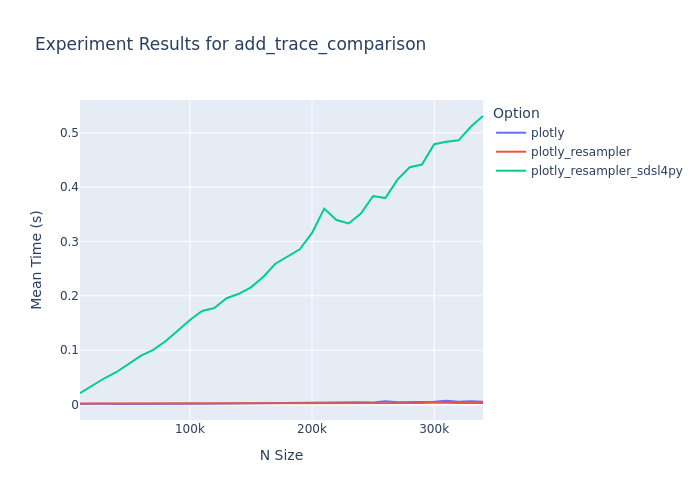 Experiment Results for add_trace_comparison
Option
plotly
plotly_resampler
plotly_resampler_sdsl4py
Mean Time (s)
0.5
0.4
0.3
0.2
0.1
0
100k
200k
300k
N Size